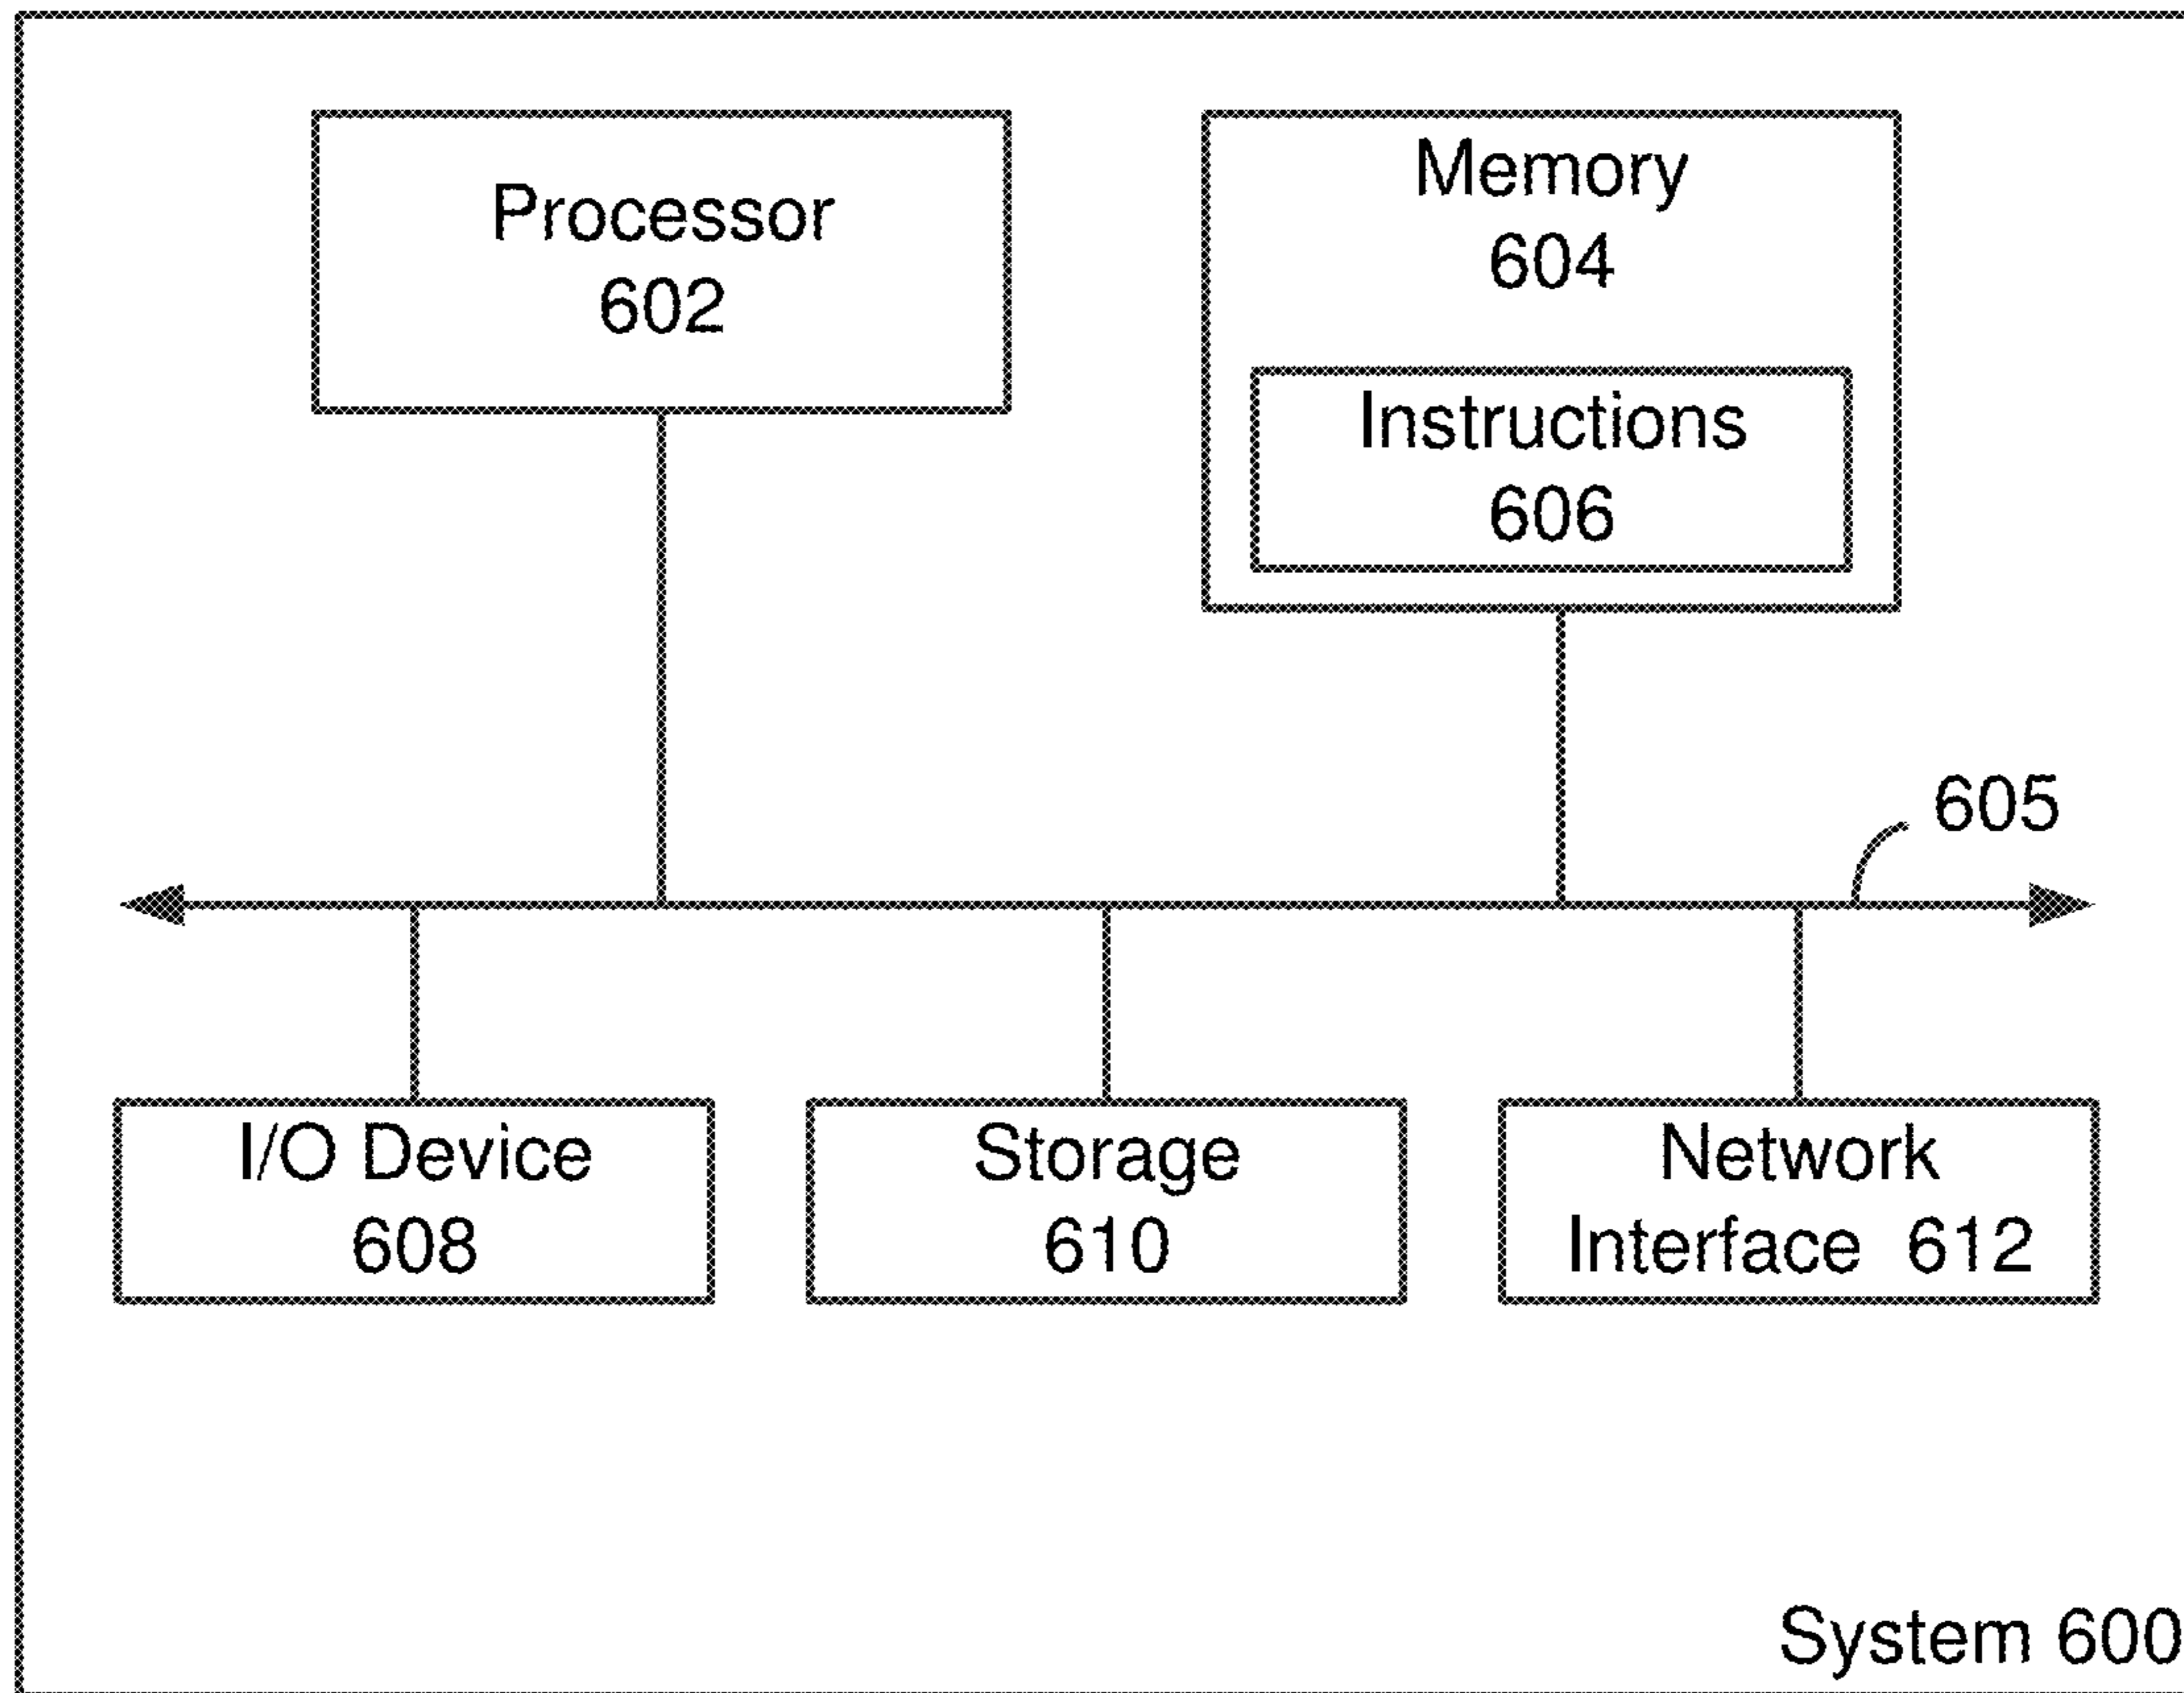 Processor
602
Memory
604
Instructions
606
605
I/O Device
608
Storage
610
Network
Interface 612
System 600